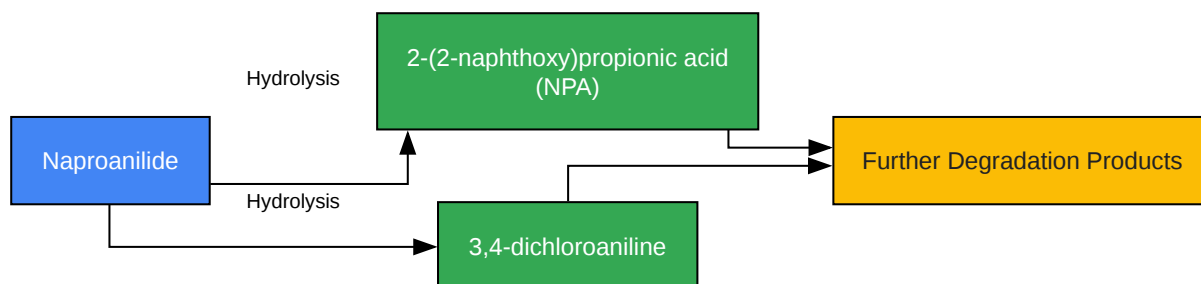 2-(2-naphthoxy)propionic acid
(NPA)
Hydrolysis
Naproanilide
Further Degradation Products
Hydrolysis
3,4-dichloroaniline